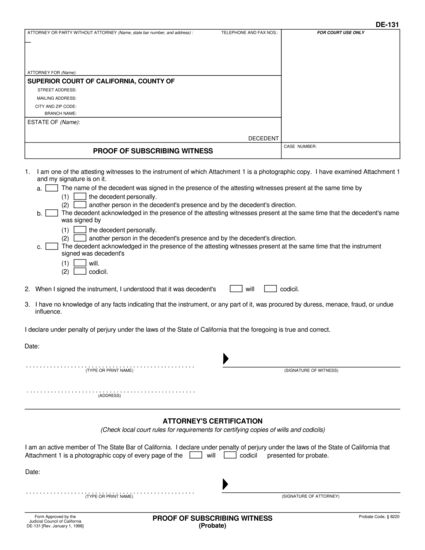 DE-131
ATTORNEY OR PARTY WITHOUT ATTORNEY (Name, state bar number, and address) :
TELEPHONE AND FAX NOS.:
FOR COURT USE ONLY
ATTORNEY FOR (Name):
SUPERIOR COURT OF CALIFORNIA, COUNTY OF
STREET ADDRESS:
MAILING ADDRESS:
CITY AND ZIP CODE:
BRANCH NAME:
ESTATE OF (Name):
DECEDENT
PROOF OF SUBSCRIBING WITNESS
CASE NUMBER:
1. I am one of the attesting witnesses to the instrument of which Attachment 1 is a photographic copy. I have examined Attachment 1
and my signature is on it.
a. The name of the decedent was signed in the presence of the attesting witnesses present at the same time by
(1) the decedent personally.
(2) another person in the decedent's presence and by the decedent's direction.
b. The decedent acknowledged in the presence of the attesting witnesses present at the same time that the decedent's name
was signed by
(1) the decedent personally.
(2) another person in the decedent's presence and by the decedent's direction.
c. The decedent acknowledged in the presence of the attesting witnesses present at the same time that the instrument
signed was decedent's
(1) will.
(2) codicil.
2. When I signed the instrument, I understood that it was decedent's will codicil.
3. I have no knowledge of any facts indicating that the instrument, or any part of it, was procured by duress, menace, fraud, or undue
influence.
I declare under penalty of perjury under the laws of the State of California that the foregoing is true and correct.
Date:
(TYPE OR PRINT NAME)
(SIGNATURE OF WITNESS)
(ADDRESS)
ATTORNEY'S CERTIFICATION
(Check local court rules for requirements for certifying copies of wills and codicils)
I am an active member of The State Bar of California. I declare under penalty of perjury under the laws of the State of California that
Attachment 1 is a photographic copy of every page of the will codicil presented for probate.
Date:
(TYPE OR PRINT NAME)
(SIGNATURE OF ATTORNEY)
Form Approved by the
Judicial Council of California
DE-131 [Rev. January 1, 1998]
PROOF OF SUBSCRIBING WITNESS
(Probate)
Probate Code, § 8220